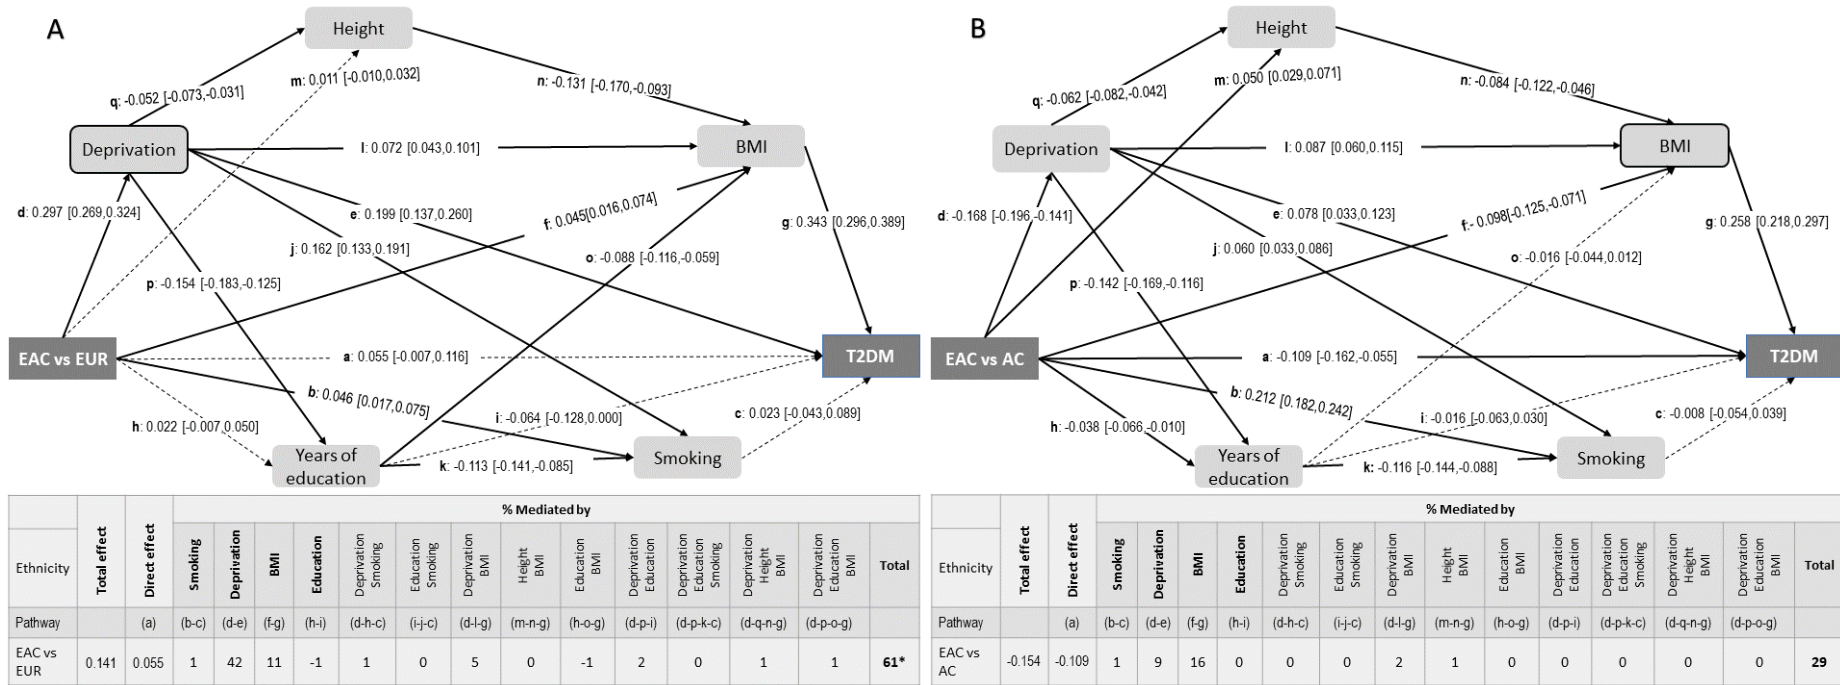 A
Height
q: -0.052 [-0.073,-0.031]
m: 0.011 [-0.010,0.032]
n: -0.131 [-0.170,-0.093]
Deprivation
l: 0.072 [0.043,0.101]
BMI
d: 0.297 [0.269,0.324]
e: 0.199 [0.137,0.260]
f: 0.045[0.016,0.074]
g: 0.343 [0.296,0.389]
j: 0.162 [0.133,0.191]
o: -0.088 [-0.116,-0.059]
p: -0.154 [-0.183,-0.125]
EAC vs EUR
a: 0.055 [-0.007,0.116]
T2DM
b: 0.046 [0.017,0.075]
i: -0.064 [-0.128,0.000]
c: 0.023 [-0.043,0.089]
h: 0.022 [-0.007,0.050]
Years of
education
k: -0.113 [-0.141,-0.085]
Smoking
% Mediated by
Ethnicity
Total effect
Direct effect
Smoking
Deprivation
BMI
Education
Deprivation
Smoking
Education
Smoking
Deprivation
BMI
Height
BMI
Education
BMI
Deprivation
Education
Deprivation
Education
Smoking
Deprivation
Height
BMI
Deprivation
Education
BMI
Total
Pathway (a) (b-c) (d-e) (f-g) (h-i) (d-h-c) (i-j-c) (d-l-g) (m-n-g) (h-o-g) (d-p-i) (d-p-k-c) (d-q-n-g) (d-p-o-g)
EAC vs
EUR
0.141 0.055 1 42 11 -1 1 0 5 0 -1 2 0 1 1 61*
B
Height
q: -0.062 [-0.082,-0.042]
m: 0.050 [0.029,0.071]
n: -0.084 [-0.122,-0.046]
Deprivation
l: 0.087 [0.060,0.115]
BMI
d: -0.168 [-0.196,-0.141]
e: 0.078 [0.033,0.123]
f:- 0.098[-0.125,-0.071]
g: 0.258 [0.218,0.297]
j: 0.060 [0.033,0.086]
o: -0.016 [-0.044,0.012]
p: -0.142 [-0.169,-0.116]
EAC vs AC
a: -0.109 [-0.162,-0.055]
T2DM
b: 0.212 [0.182,0.242]
i: -0.016 [-0.063,0.030]
c: -0.008 [-0.054,0.039]
h: -0.038 [-0.066,-0.010]
Years of
education
k: -0.116 [-0.144,-0.088]
Smoking
% Mediated by
Ethnicity
Total effect
Direct effect
Smoking
Deprivation
BMI
Education
Deprivation
Smoking
Education
Smoking
Deprivation
BMI
Height
BMI
Education
BMI
Deprivation
Education
Deprivation
Education
Smoking
Deprivation
Height
BMI
Deprivation
Education
BMI
Total
Pathway (a) (b-c) (d-e) (f-g) (h-i) (d-h-c) (i-j-c) (d-l-g) (m-n-g) (h-o-g) (d-p-i) (d-p-k-c) (d-q-n-g) (d-p-o-g)
EAC vs
AC
-0.154 -0.109 1 9 16 0 0 0 2 1 0 0 0 0 0 29